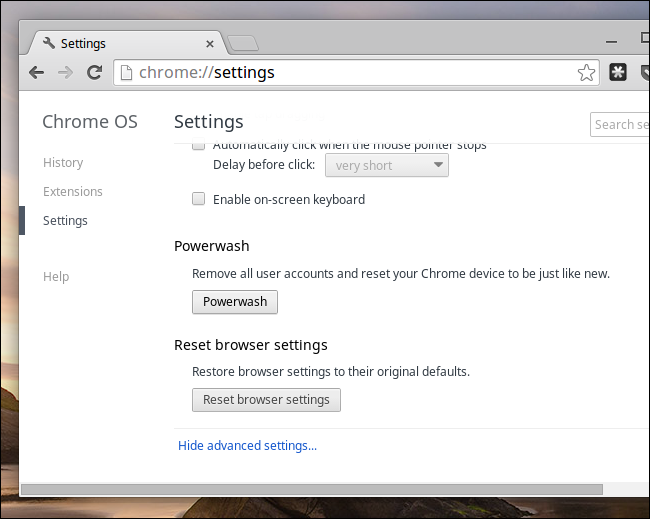 Settings
chrome://settings
Chrome OS
Settings
Search se
History
Extensions
Settings
Help
Automatically click when the mouse pointer stops
Delay before click: very short
Enable on-screen keyboard
Powerwash
Remove all user accounts and reset your Chrome device to be just like new.
Powerwash
Reset browser settings
Restore browser settings to their original defaults.
Reset browser settings
Hide advanced settings...